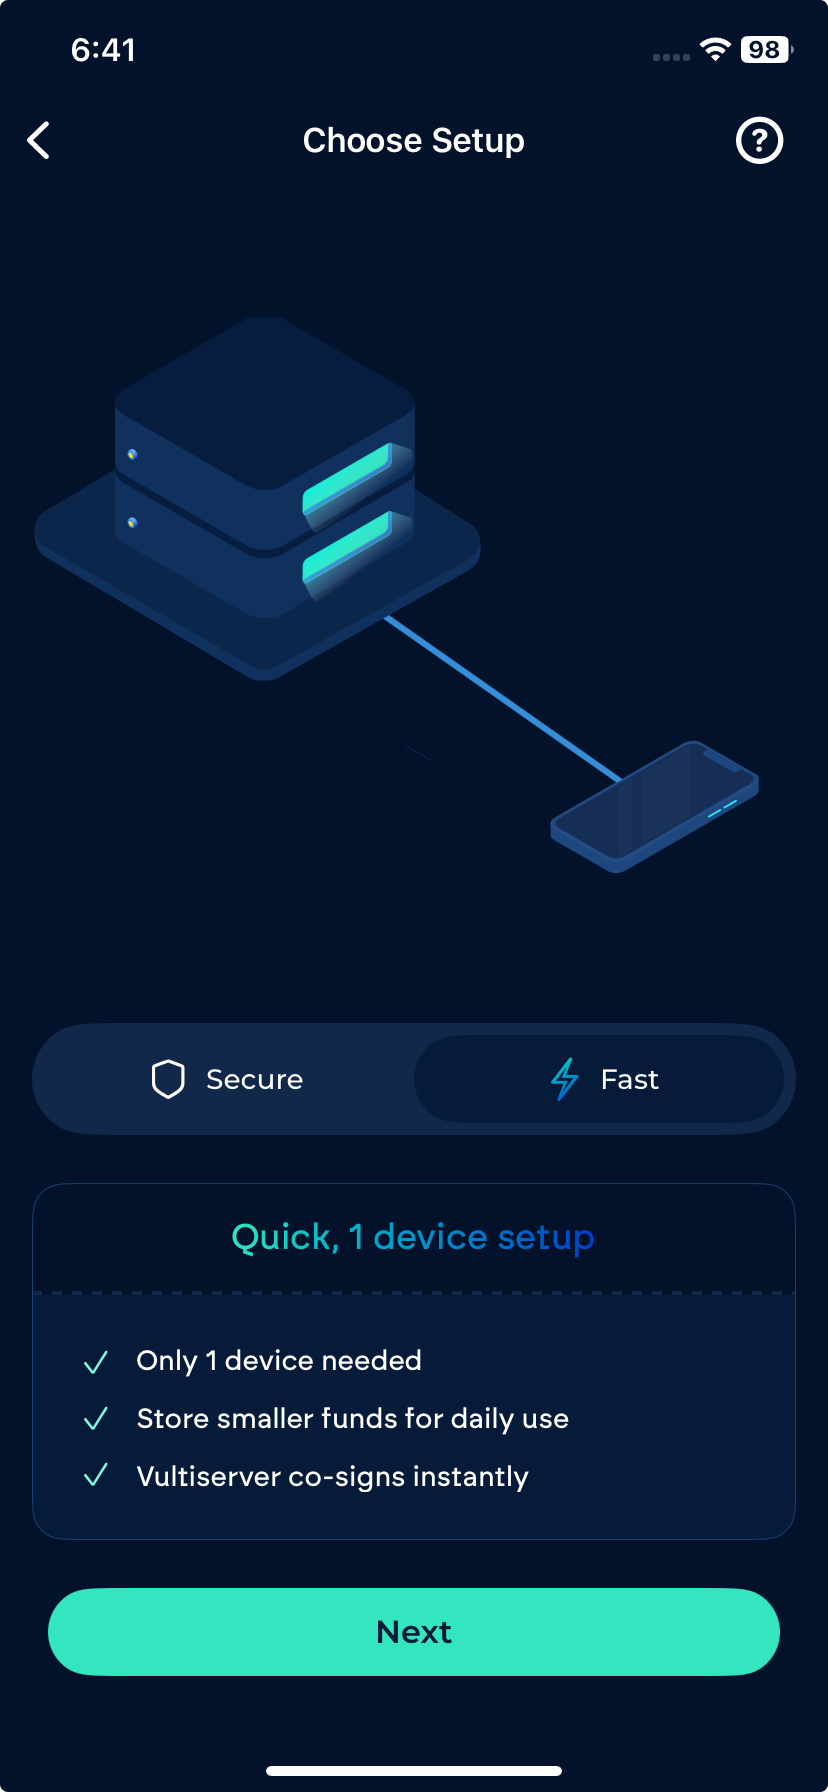 6:41
98
Choose Setup
?
Secure
Fast
Quick, 1 device setup
Only 1 device needed
Store smaller funds for daily use
Vultiserver co-signs instantly
Next